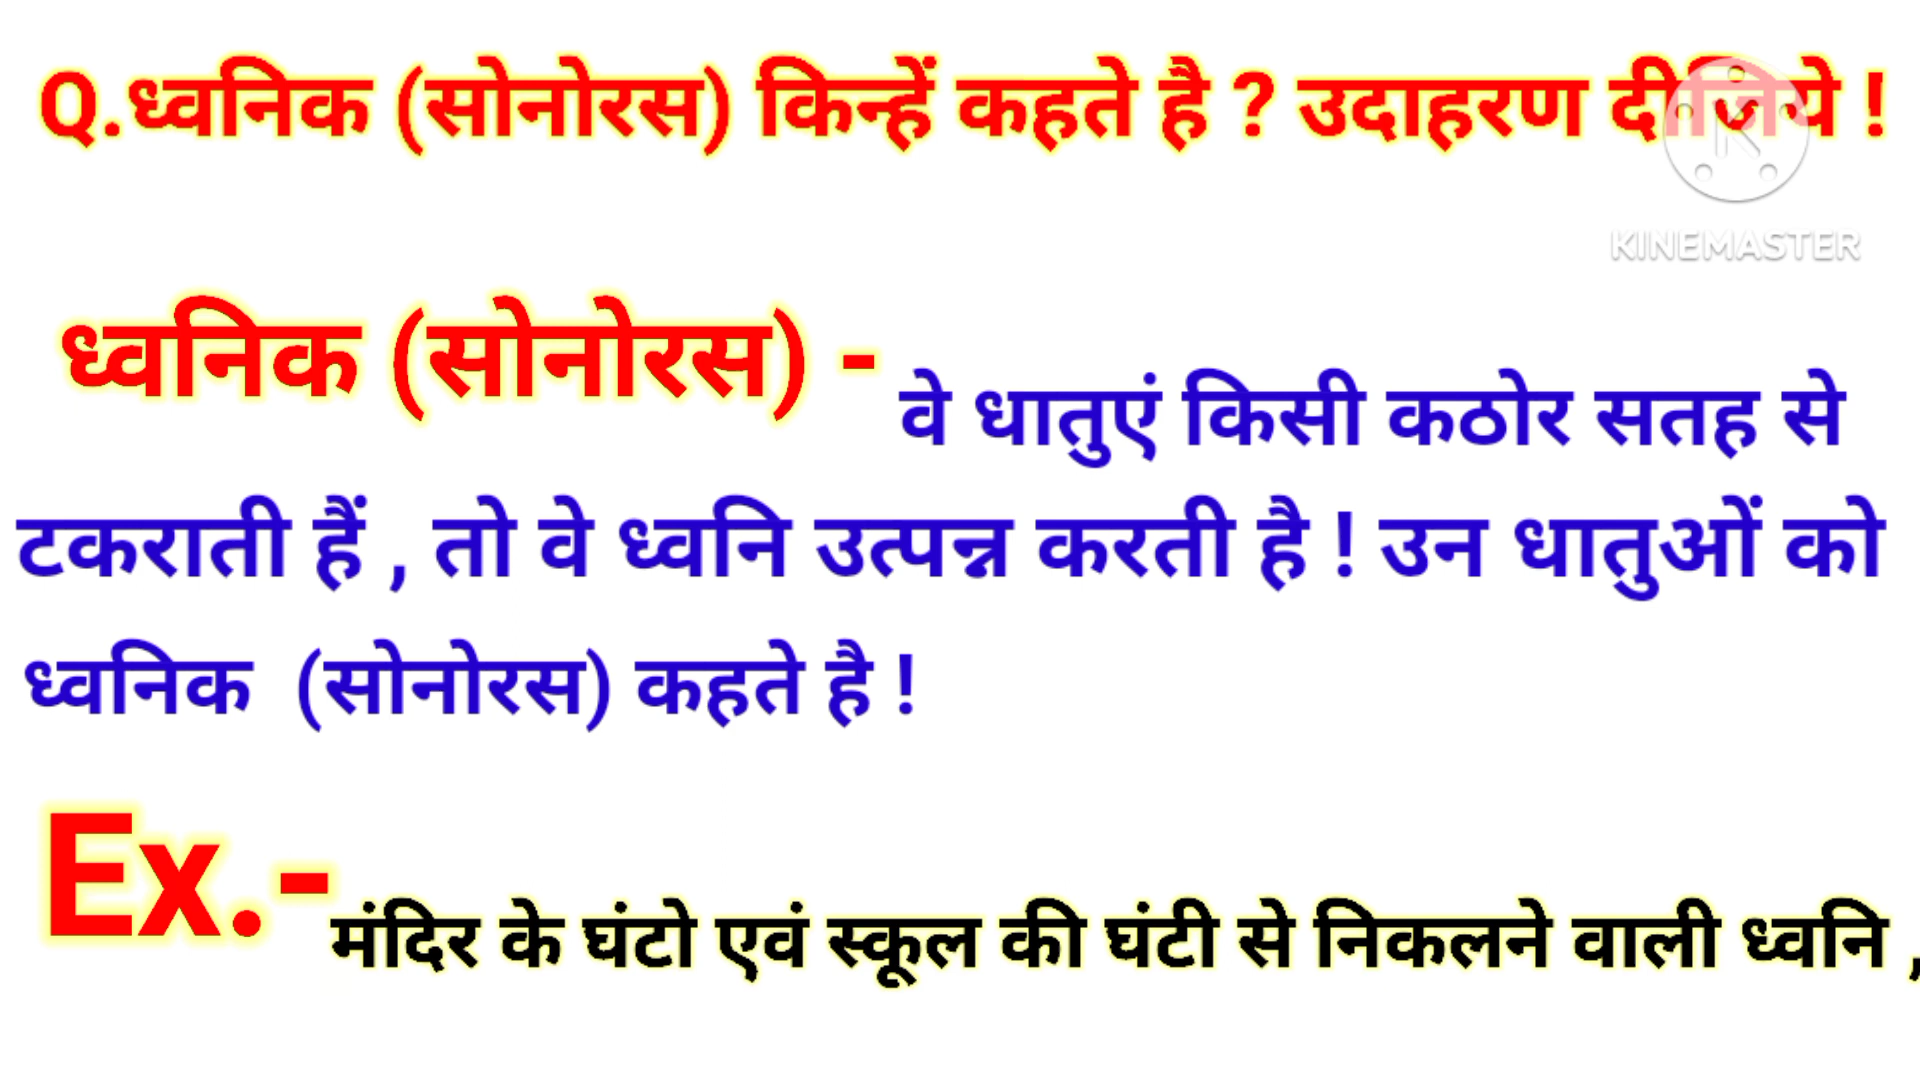 Q.ध्वनिक (सोनोरस) किन्हें कहते है ? उदाहरण दीजिये !
KINEMASTER
ध्वनिक (सोनोरस) - वे धातुएं किसी कठोर सतह से
टकराती हैं , तो वे ध्वनि उत्पन्न करती है ! उन धातुओं को
ध्वनिक (सोनोरस) कहते है !
Ex.- मंदिर के घंटो एवं स्कूल की घंटी से निकलने वाली ध्वनि ,